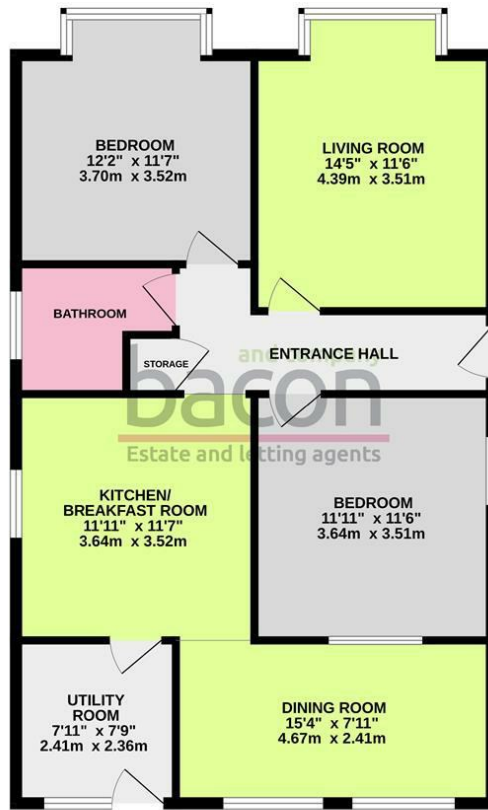 BEDROOM
12'2" x 11'7"
3.70m x 3.52m
LIVING ROOM
14'5" x 11'6"
4.39m x 3.51m
BATHROOM
STORAGE
ENTRANCE HALL
and company
bacon
Estate and letting agents
KITCHEN/
BREAKFAST ROOM
11'11" x 11'7"
3.64m x 3.52m
BEDROOM
11'11" x 11'6"
3.64m x 3.51m
UTILITY
ROOM
7'11" x 7'9"
2.41m x 2.36m
DINING ROOM
15'4" x 7'11"
4.67m x 2.41m